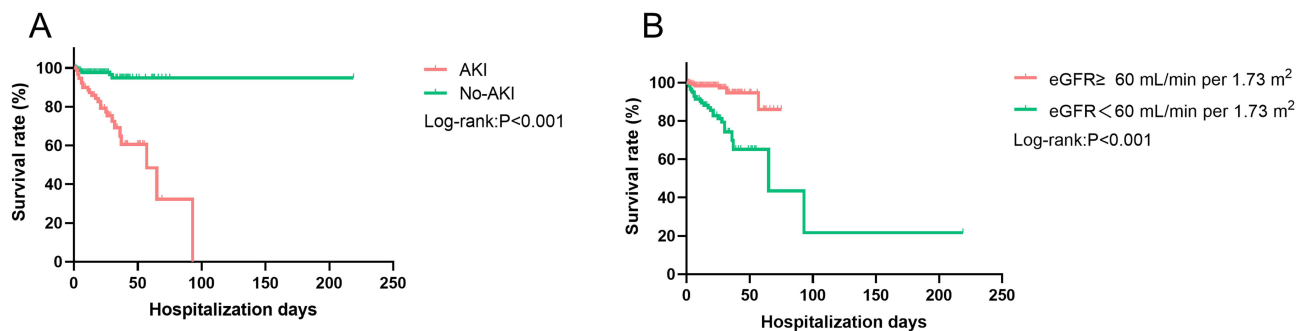 A
Survival rate (%)
100
80
60
40
20
0
0 50 100 150 200 250
Hospitalization days
AKI
No-AKI
Log-rank:P<0.001
B
Survival rate (%)
100
80
60
40
20
0
0 50 100 150 200 250
Hospitalization days
eGFR≥ 60 mL/min per 1.73 m²
eGFR＜60 mL/min per 1.73 m²
Log-rank:P<0.001